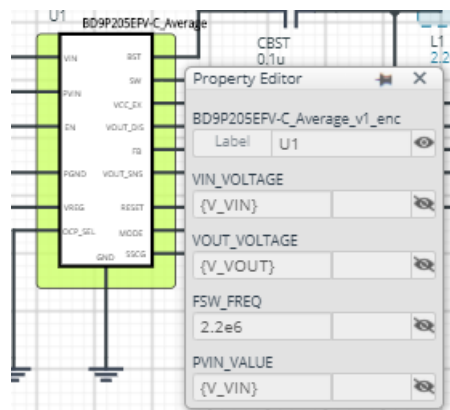 U1
BD9P205EFV-C_Average
VIN
PVIN
EN
PGND
VREG
OCP_SEL
GND
BST
SW
VCC_EX
VOUT_DIS
FB
VOUT_SNS
RESET
MODE
SSCG
CBST
0.1u
L1
2.2
Property Editor
BD9P205EFV-C_Average_v1_enc
Label U1
VIN_VOLTAGE
{V_VIN}
VOUT_VOLTAGE
{V_VOUT}
FSW_FREQ
2.2e6
PVIN_VALUE
{V_VIN}